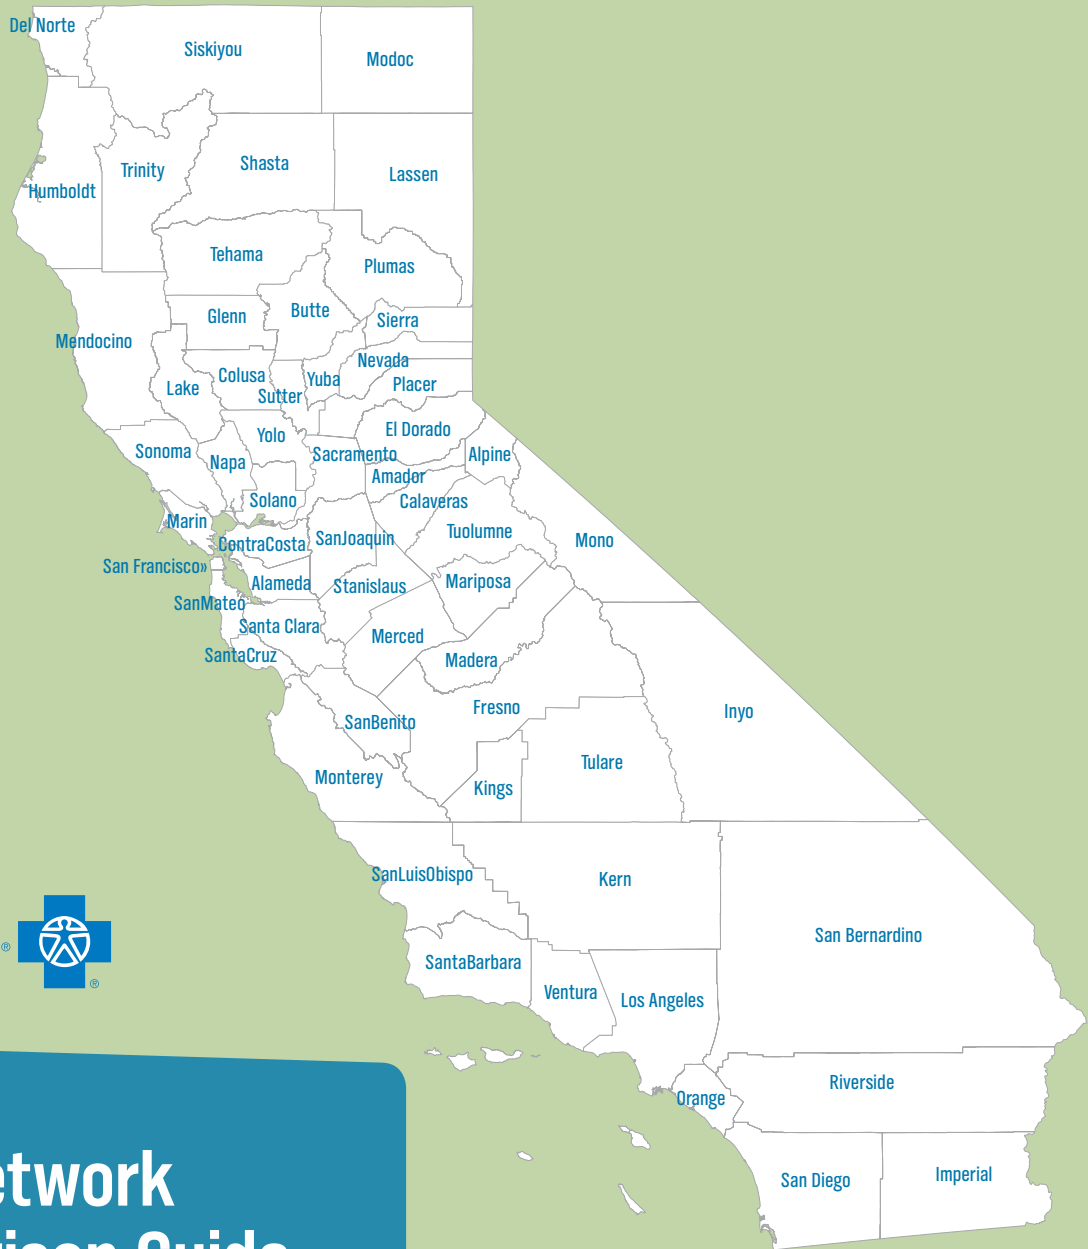 Del Norte
Siskiyou
Modoc
Shasta
Trinity
Lassen
Humboldt
Tehama
Plumas
Butte
Glenn
Sierra
Mendocino
Nevada
Colusa
Yuba
Placer
Lake
Sutter
El Dorado
Yolo
Sonoma
Sacramento
Alpine
Napa
Amador
Solano
Calaveras
Marin
Tuolumne
SanJoaquin
Mono
ContraCosta
San Francisco»
Mariposa
Alameda
Stanislaus
SanMateo
Santa Clara
Merced
SantaCruz
Madera
Fresno
Inyo
SanBenito
Tulare
Monterey
Kings
SanLuisObispo
Kern
San Bernardino
®
SantaBarbara
®
Ventura
Los Angeles
Riverside
Orange
Imperial
San Diego
etwork
rison Guide